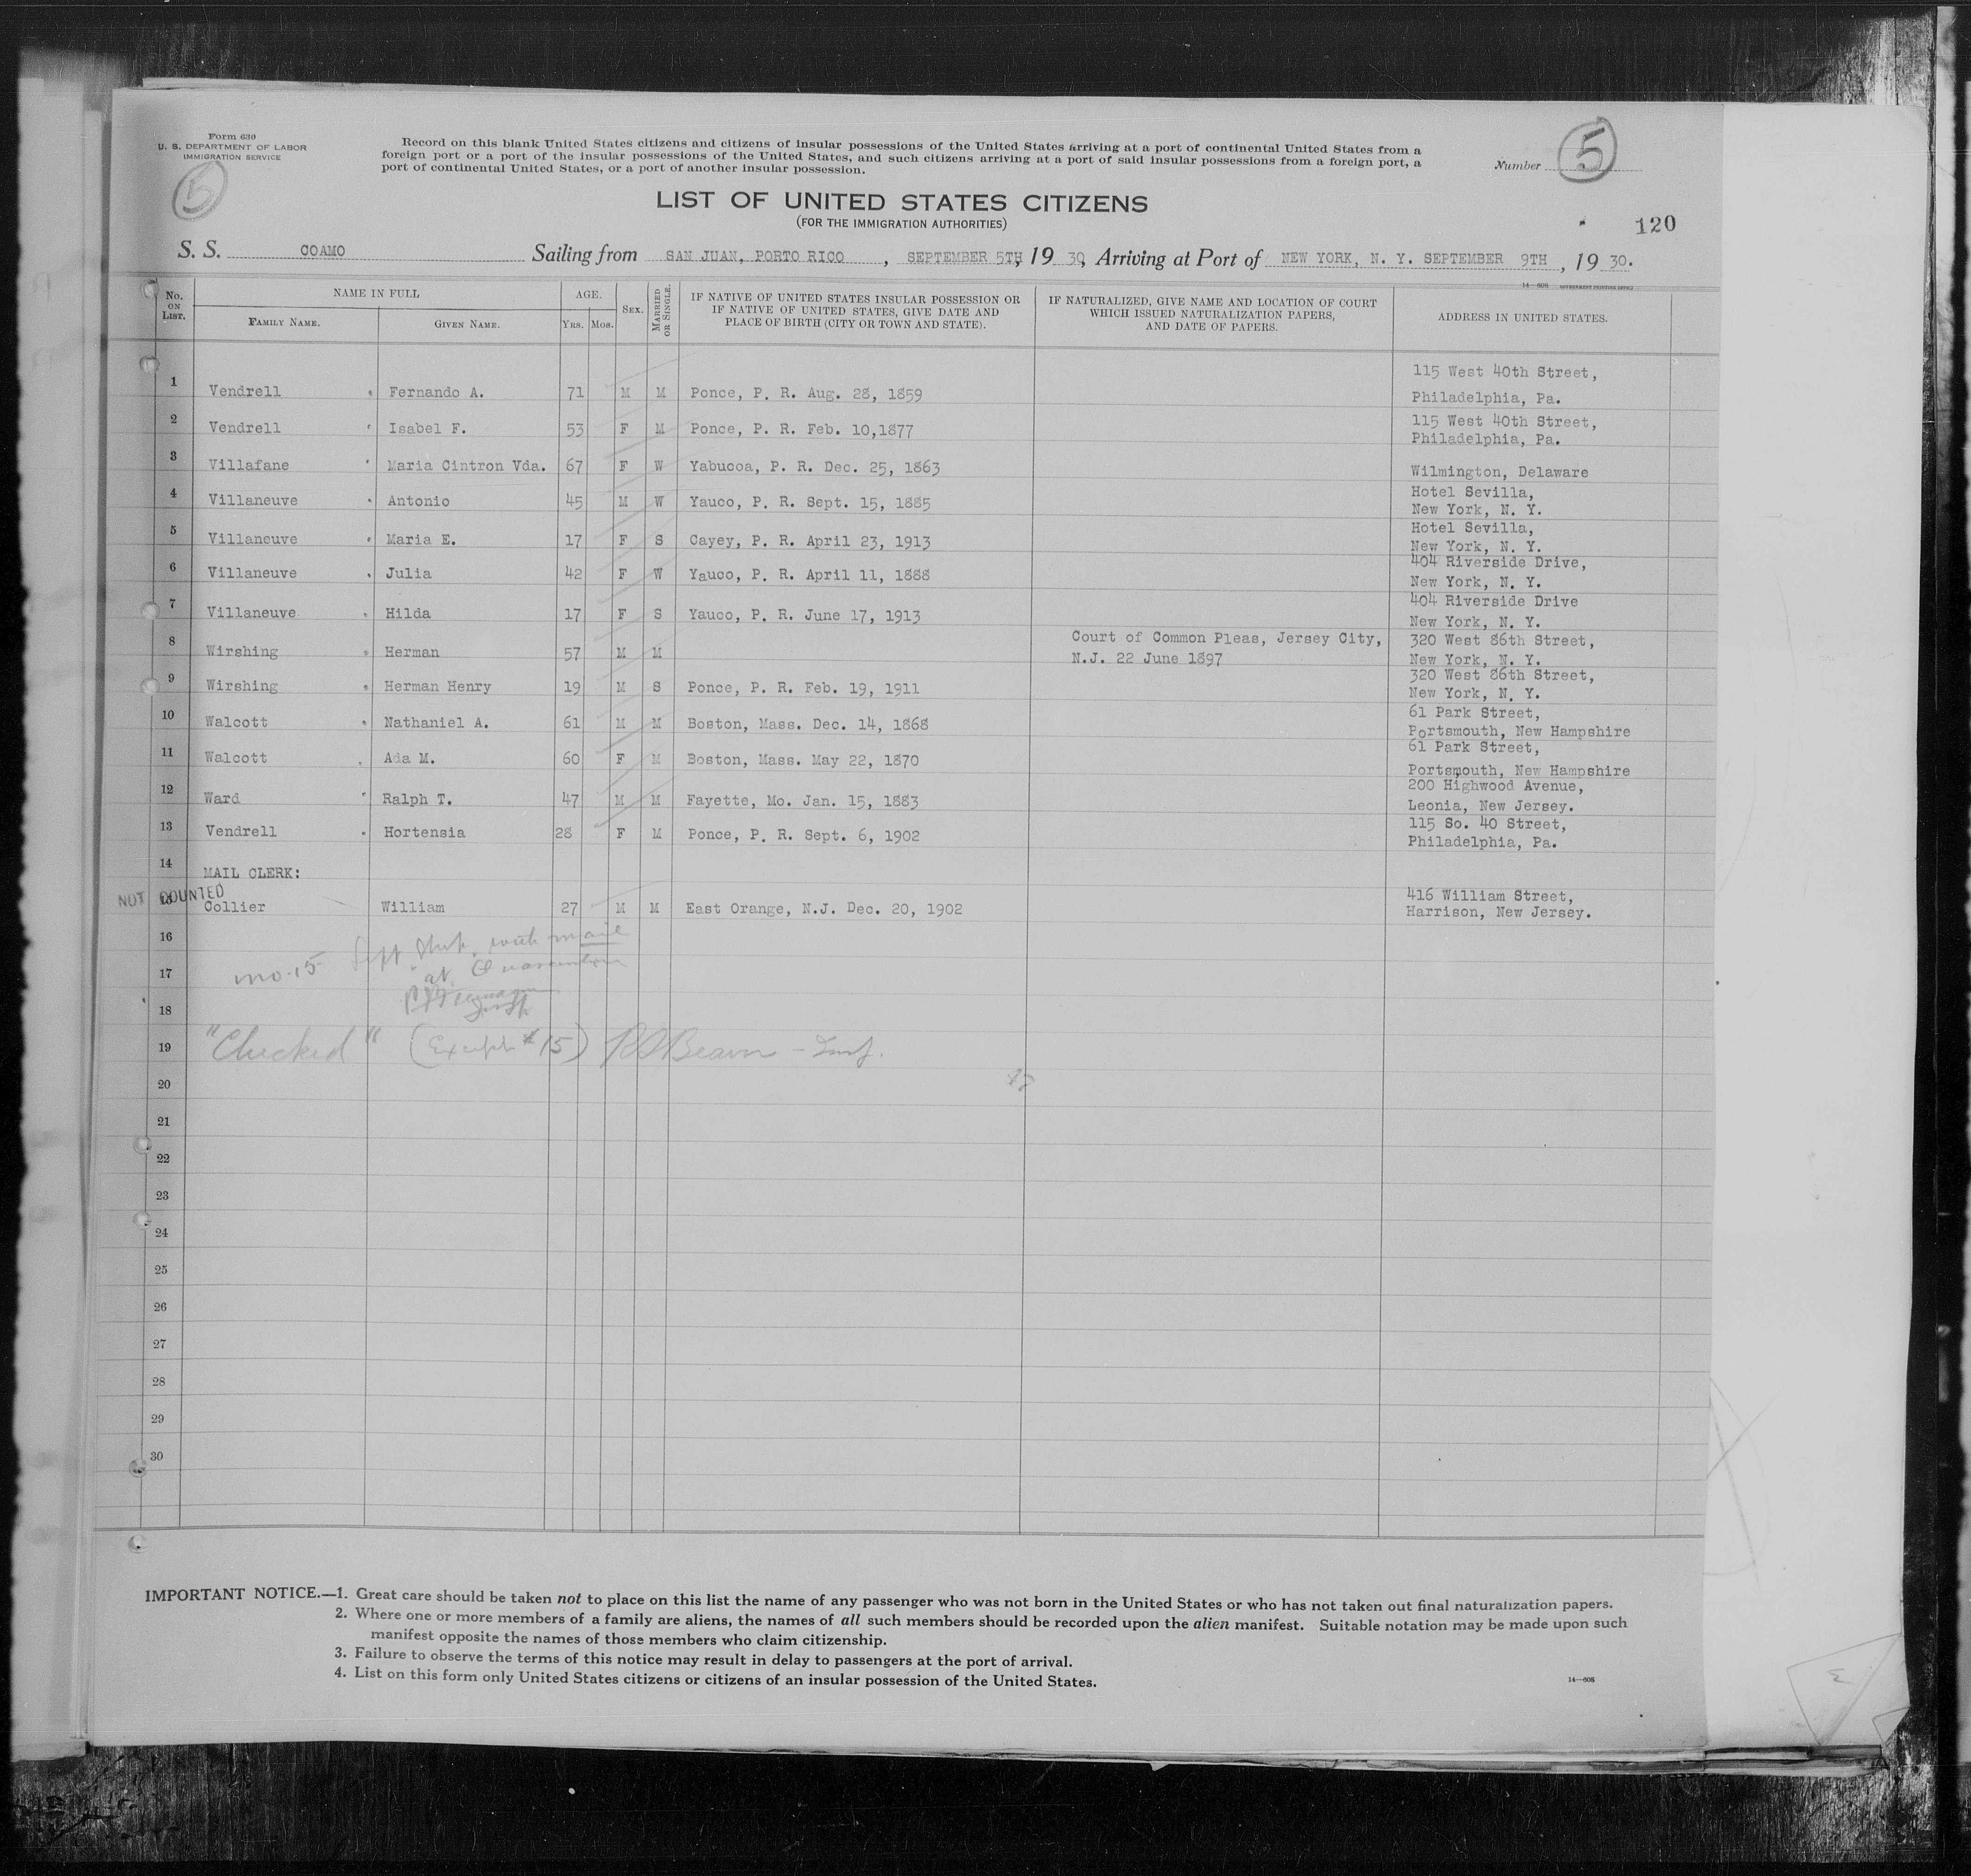 Form 630
U. S. DEPARTMENT OF LABOR
IMMIGRATION SERVICE
5
Record on this blank United States citizens and citizens of insular possessions of the United States arriving at a port of continental United States from a
foreign port or a port of the insular possessions of the United States, and such citizens arriving at a port of said insular possessions from a foreign port, a
port of continental United States, or a port of another insular possession.
Number 5
LIST OF UNITED STATES CITIZENS
(FOR THE IMMIGRATION AUTHORITIES)
120
S. S. COAMO Sailing from SAN JUAN, PORTO RICO, SEPTEMBER 5TH, 19 30, Arriving at Port of NEW YORK, N. Y. SEPTEMBER 9TH, 19 30.
14—608 GOVERNMENT PRINTING OFFICE
No. ON LIST.
NAME IN FULL
FAMILY NAME.
GIVEN NAME.
AGE.
YRS. MOS.
SEX.
MARRIED OR SINGLE.
IF NATIVE OF UNITED STATES INSULAR POSSESSION OR
IF NATIVE OF UNITED STATES, GIVE DATE AND
PLACE OF BIRTH (CITY OR TOWN AND STATE).
IF NATURALIZED, GIVE NAME AND LOCATION OF COURT
WHICH ISSUED NATURALIZATION PAPERS,
AND DATE OF PAPERS.
ADDRESS IN UNITED STATES.
1 Vendrell Fernando A. 71 M M Ponce, P. R. Aug. 28, 1859 115 West 40th Street,
Philadelphia, Pa.
2 Vendrell Isabel F. 53 F M Ponce, P. R. Feb. 10,1877 115 West 40th Street,
Philadelphia, Pa.
3 Villafane Maria Cintron Vda. 67 F W Yabucoa, P. R. Dec. 25, 1863 Wilmington, Delaware
4 Villaneuve Antonio 45 M W Yauco, P. R. Sept. 15, 1885 Hotel Sevilla,
New York, N. Y.
5 Villaneuve Maria E. 17 F S Cayey, P. R. April 23, 1913 Hotel Sevilla,
New York, N. Y.
6 Villaneuve Julia 42 F W Yauco, P. R. April 11, 1888 404 Riverside Drive,
New York, N. Y.
7 Villaneuve Hilda 17 F S Yauco, P. R. June 17, 1913 404 Riverside Drive
New York, N. Y.
8 Wirshing Herman 57 M M Court of Common Pleas, Jersey City,
N.J. 22 June 1897 320 West 86th Street,
New York, N. Y.
9 Wirshing Herman Henry 19 M S Ponce, P. R. Feb. 19, 1911 320 West 86th Street,
New York, N. Y.
10 Walcott Nathaniel A. 61 M M Boston, Mass. Dec. 14, 1868 61 Park Street,
Portsmouth, New Hampshire
11 Walcott Ada M. 60 F M Boston, Mass. May 22, 1870 61 Park Street,
Portsmouth, New Hampshire
12 Ward Ralph T. 47 M M Fayette, Mo. Jan. 15, 1883 200 Highwood Avenue,
Leonia, New Jersey.
13 Vendrell Hortensia 28 F M Ponce, P. R. Sept. 6, 1902 115 So. 40 Street,
Philadelphia, Pa.
14 MAIL CLERK:
NOT COUNTED
15 Collier William 27 M M East Orange, N.J. Dec. 20, 1902 416 William Street,
Harrison, New Jersey.
16
no. 15 left ship with mail
17
at Quarantine
18
19 "Checked" (Except #15) Insp.
20
21
22
23
24
25
26
27
28
29
30
IMPORTANT NOTICE.—1. Great care should be taken not to place on this list the name of any passenger who was not born in the United States or who has not taken out final naturalization papers.
2. Where one or more members of a family are aliens, the names of all such members should be recorded upon the alien manifest. Suitable notation may be made upon such
manifest opposite the names of those members who claim citizenship.
3. Failure to observe the terms of this notice may result in delay to passengers at the port of arrival.
4. List on this form only United States citizens or citizens of an insular possession of the United States.
14—608